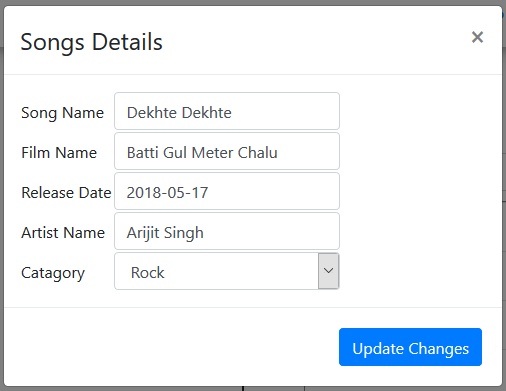 Songs Details ×
Song Name Dekhte Dekhte
Film Name Batti Gul Meter Chalu
Release Date 2018-05-17
Artist Name Arijit Singh
Catagory Rock
Update Changes